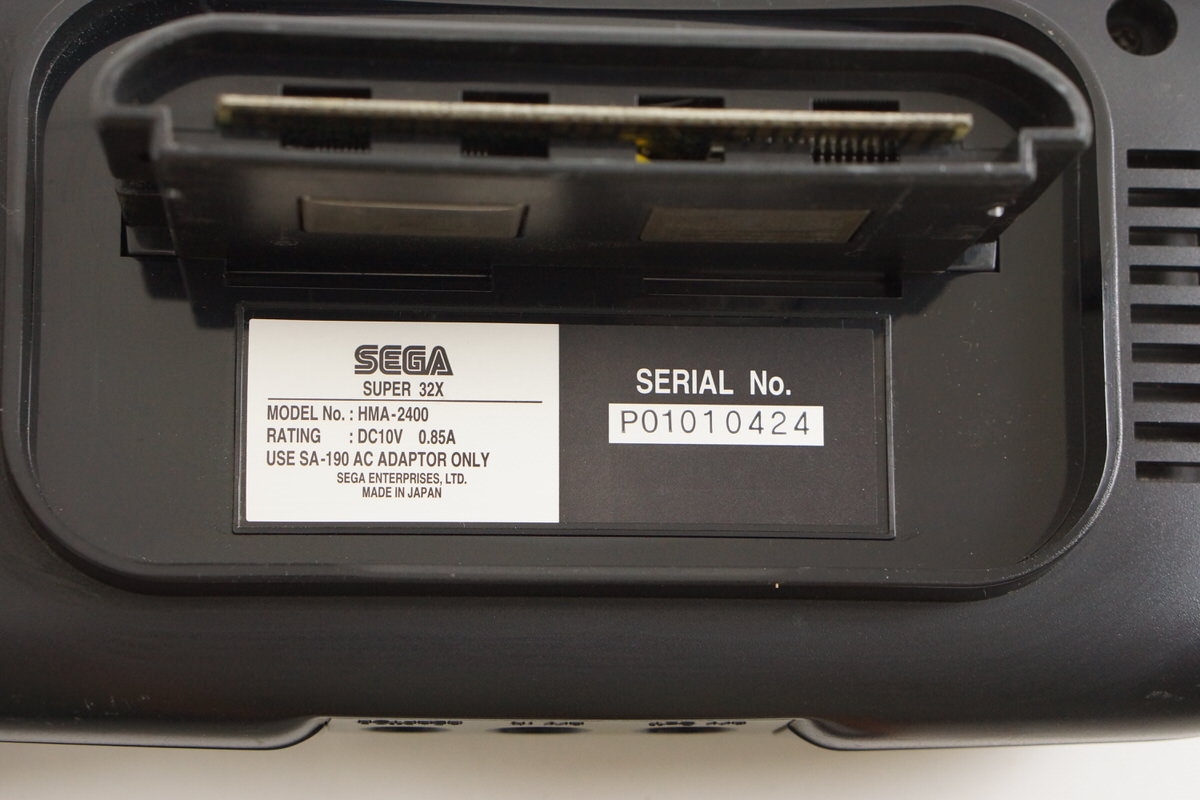 SEGA
SUPER 32X
MODEL No. : HMA-2400
RATING : DC10V 0.85A
USE SA-190 AC ADAPTOR ONLY
SEGA ENTERPRISES, LTD.
MADE IN JAPAN
SERIAL No.
P01010424